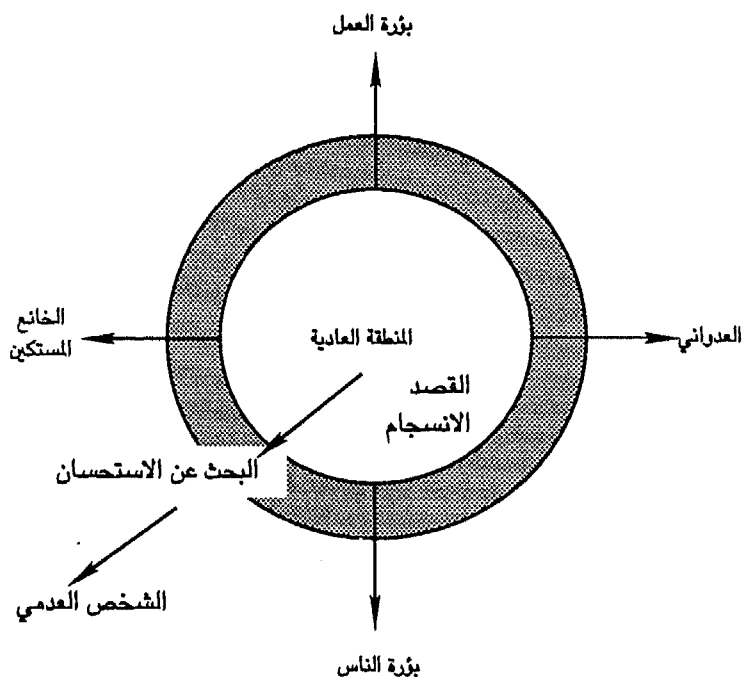 بؤرة العمل
الخانع
المستكين
المنطقة العادية
العدواني
القصد
الانسجام
البحث عن الاستحسان
الشخص العدمي
بؤرة الناس